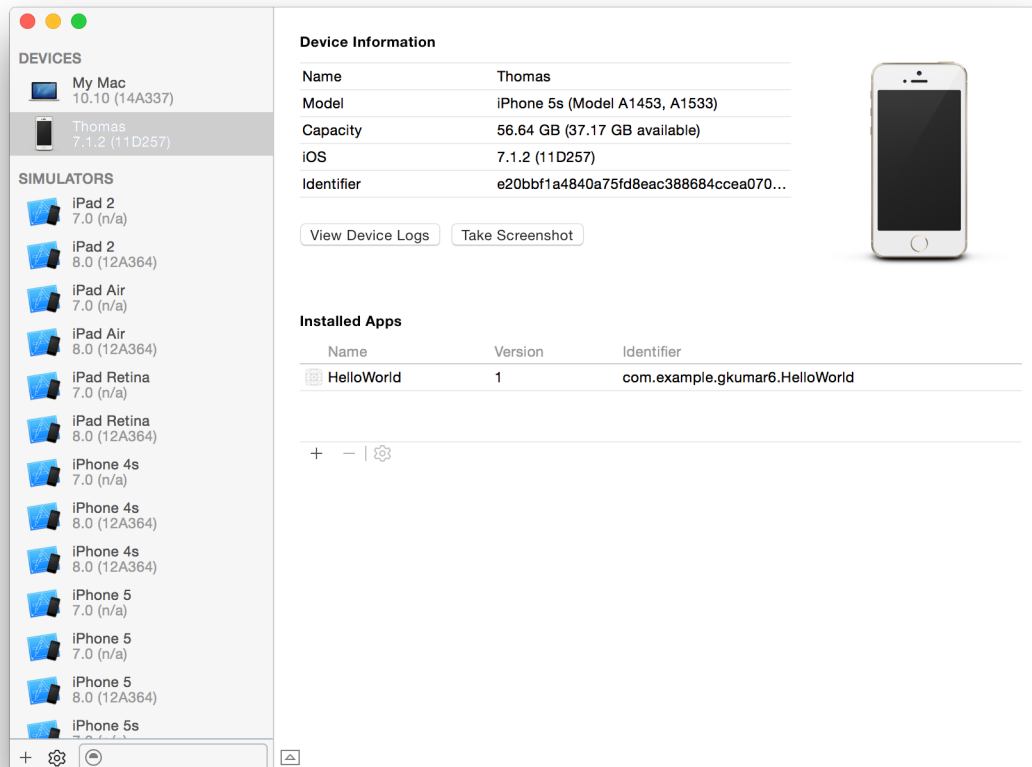 DEVICES
My Mac
10.10 (14A337)
Thomas
7.1.2 (11D257)
SIMULATORS
iPad 2
7.0 (n/a)
iPad 2
8.0 (12A364)
iPad Air
7.0 (n/a)
iPad Air
8.0 (12A364)
iPad Retina
7.0 (n/a)
iPad Retina
8.0 (12A364)
iPhone 4s
7.0 (n/a)
iPhone 4s
8.0 (12A364)
iPhone 4s
8.0 (12A364)
iPhone 5
7.0 (n/a)
iPhone 5
7.0 (n/a)
iPhone 5
8.0 (12A364)
iPhone 5s
Device Information
Name Thomas
Model iPhone 5s (Model A1453, A1533)
Capacity 56.64 GB (37.17 GB available)
iOS 7.1.2 (11D257)
Identifier e20bbf1a4840a75fd8eac388684ccea070...
View Device Logs Take Screenshot
Installed Apps
Name Version Identifier
HelloWorld 1 com.example.gkumar6.HelloWorld